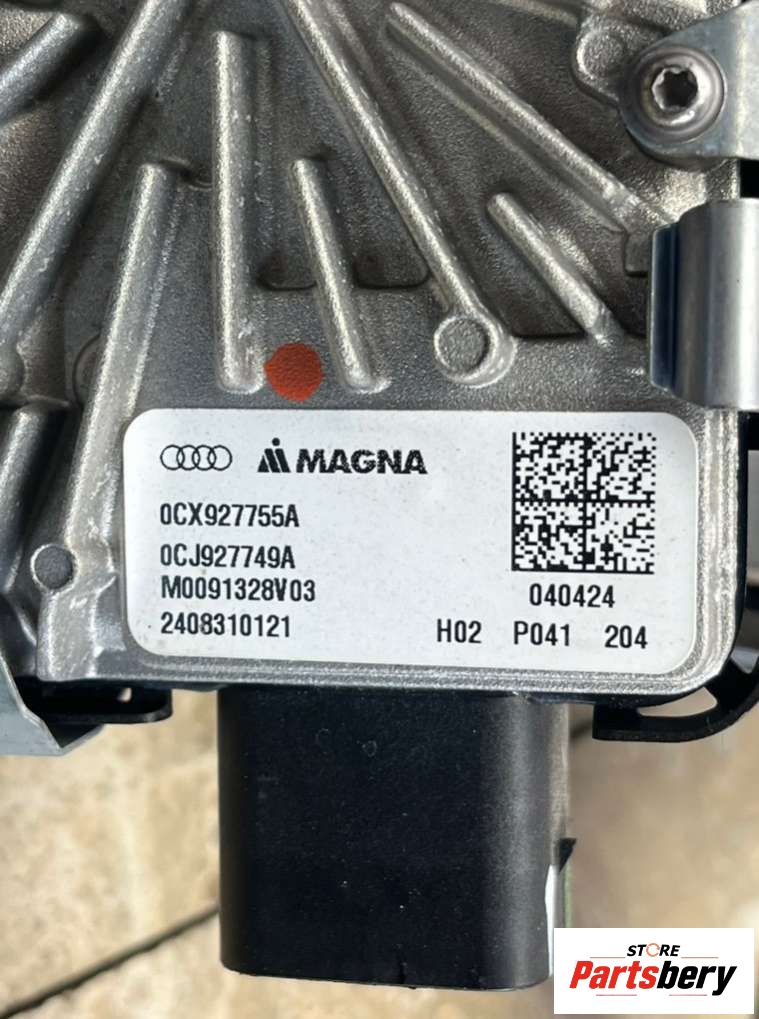 MAGNA
0CX927755A
0CJ927749A
M0091328V03
040424
2408310121 H02 P041 204
STORE
Partsbery